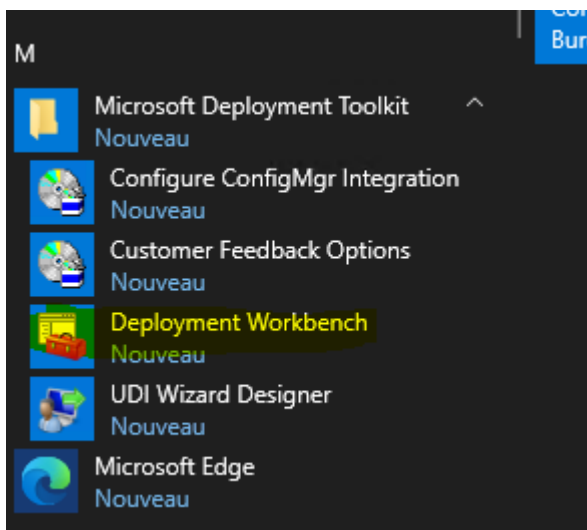 Bur
M
Microsoft Deployment Toolkit
Nouveau
Configure ConfigMgr Integration
Nouveau
Customer Feedback Options
Nouveau
Deployment Workbench
Nouveau
UDI Wizard Designer
Nouveau
Microsoft Edge
Nouveau